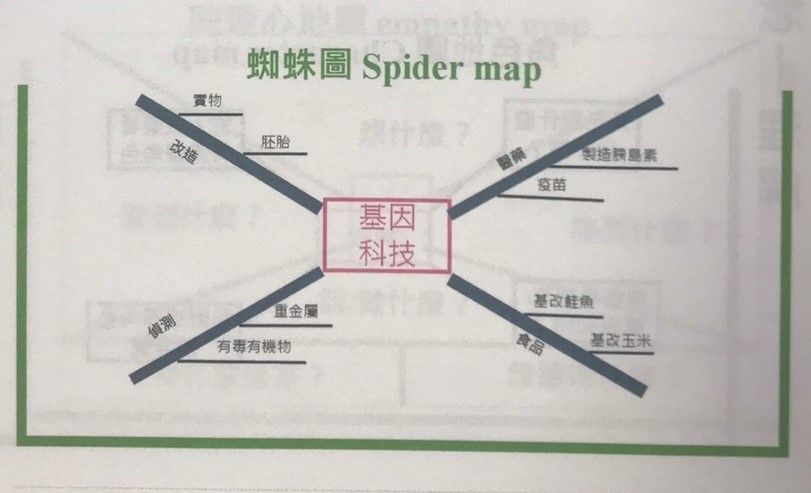 蜘蛛圖 Spider map
實物
胚胎
改造
醫藥
製造胰島素
疫苗
基因
科技
偵測
重金屬
有毒有機物
基改鮭魚
基改玉米
食品